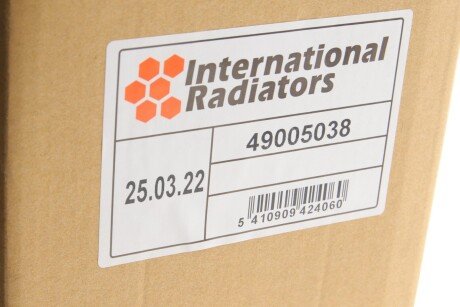 International
Radiators
49005038
25.03.22
5 410909 424060